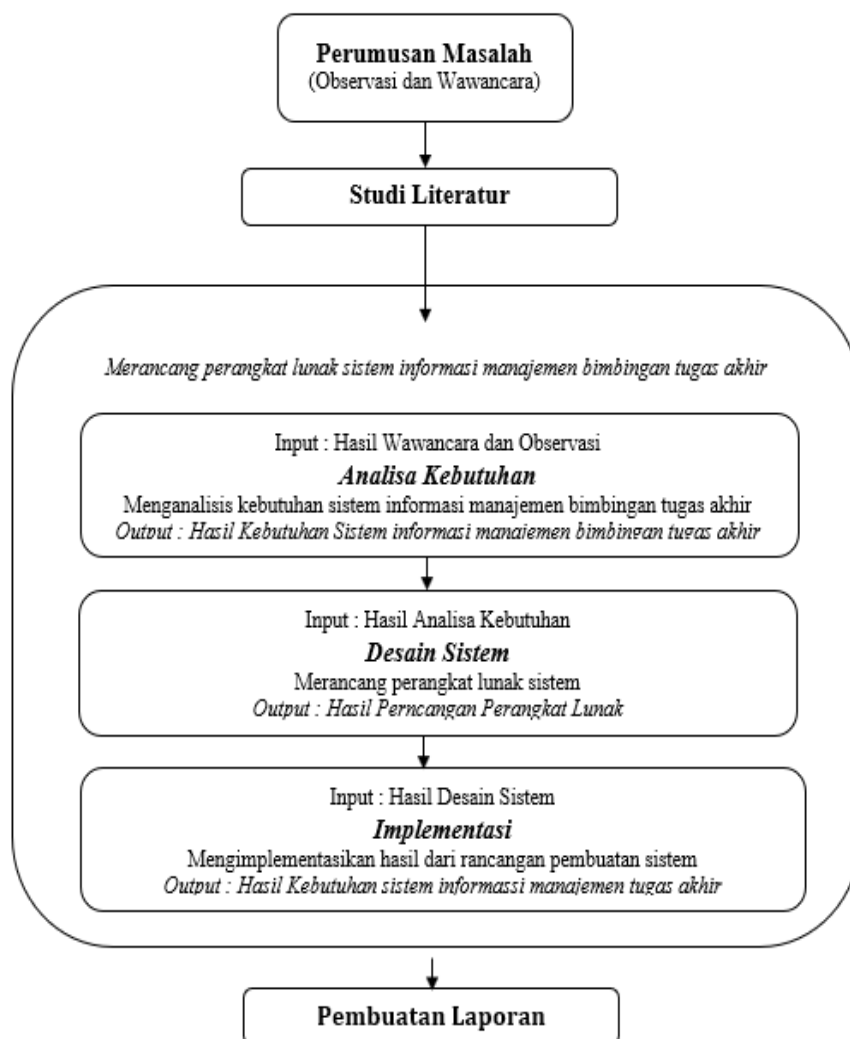 Perumusan Masalah
(Observasi dan Wawancara)
Studi Literatur
Merancang perangkat lunak sistem informasi manajemen bimbingan tugas akhir
Input : Hasil Wawancara dan Observasi
Analisa Kebutuhan
Menganalisis kebutuhan sistem informasi manajemen bimbingan tugas akhir
Output : Hasil Kebutuhan Sistem informasi manajemen bimbingan tugas akhir
Input : Hasil Analisa Kebutuhan
Desain Sistem
Merancang perangkat lunak sistem
Output : Hasil Perncangan Perangkat Lunak
Input : Hasil Desain Sistem
Implementasi
Mengimplementasikan hasil dari rancangan pembuatan sistem
Output : Hasil Kebutuhan sistem informassi manajemen tugas akhir
Pembuatan Laporan